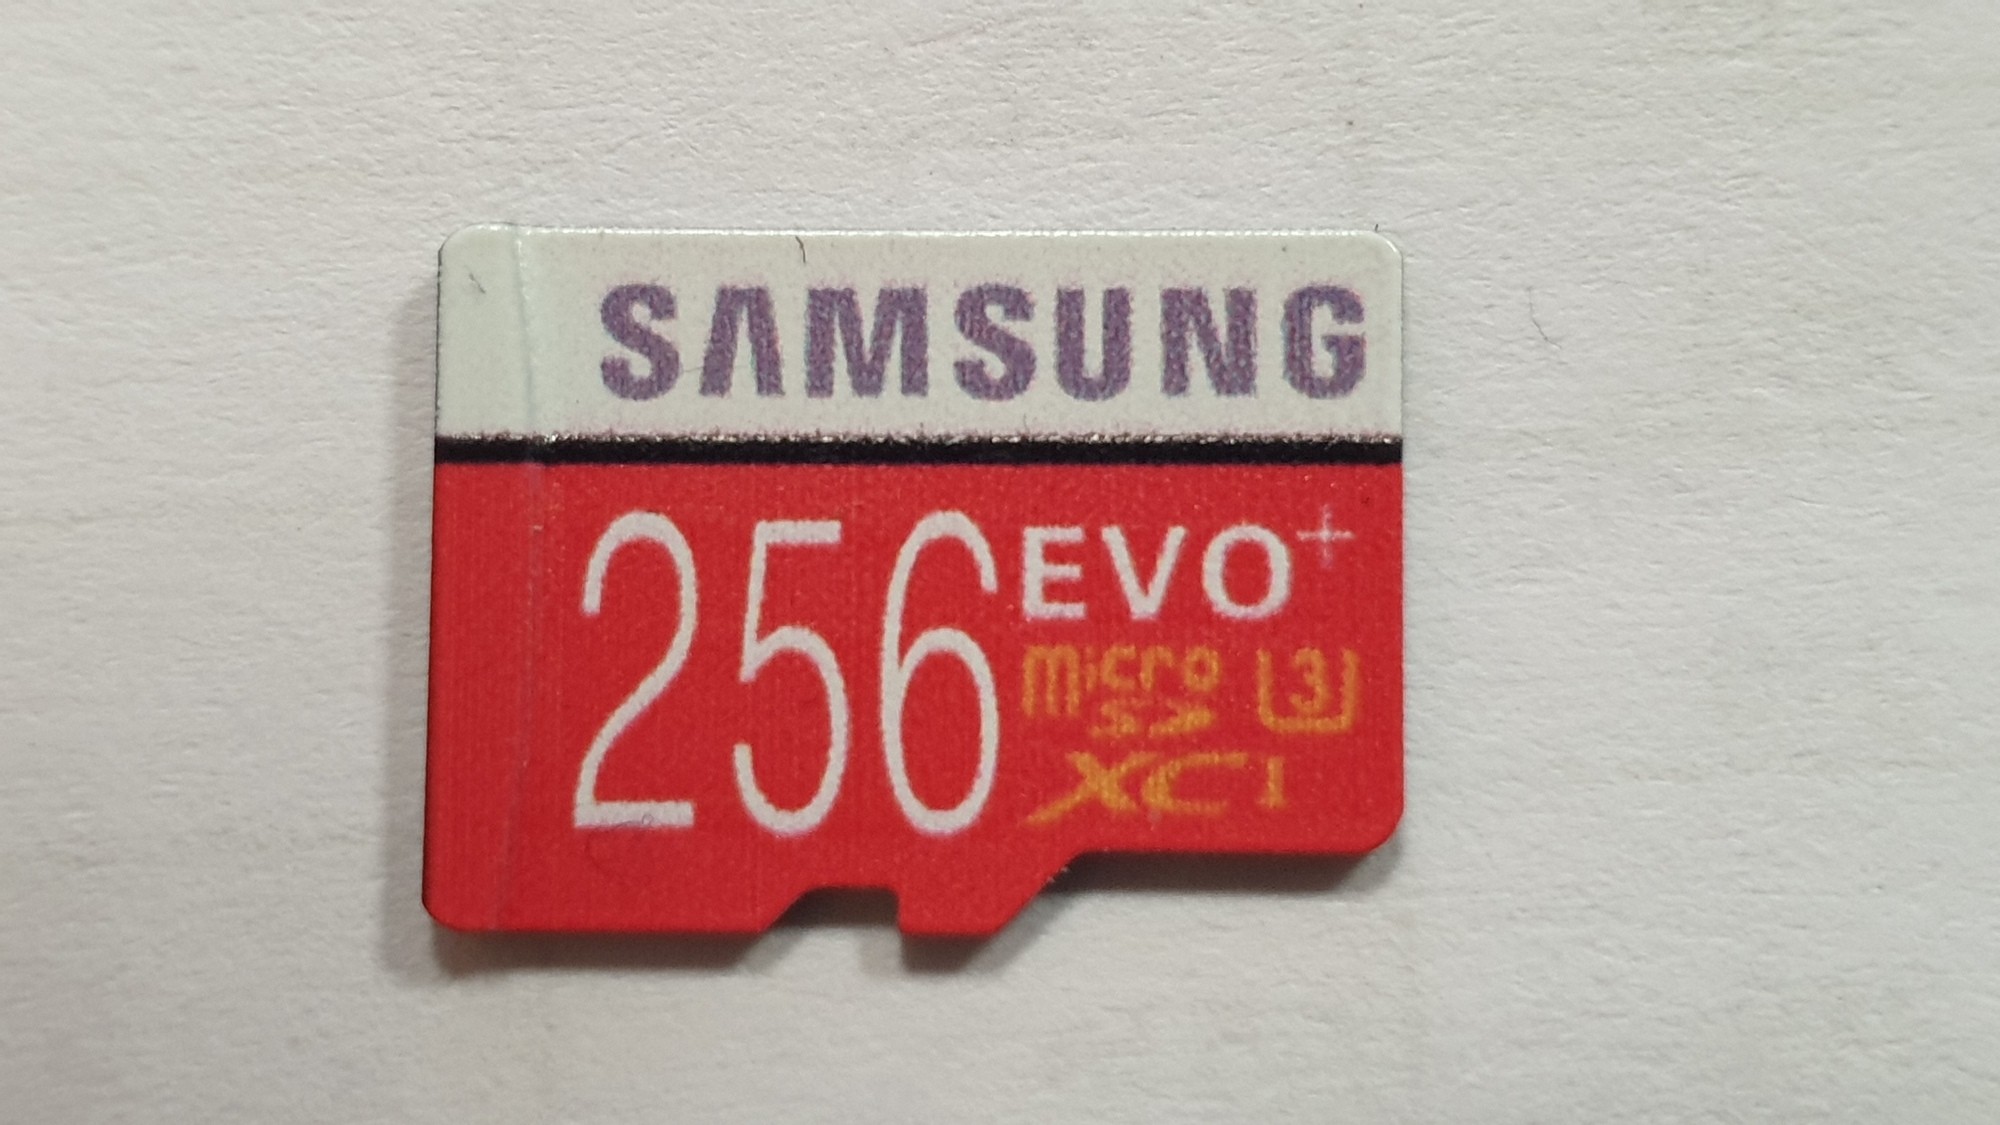 SAMSUNG
256 EVO+
micro U3
SD
XC I